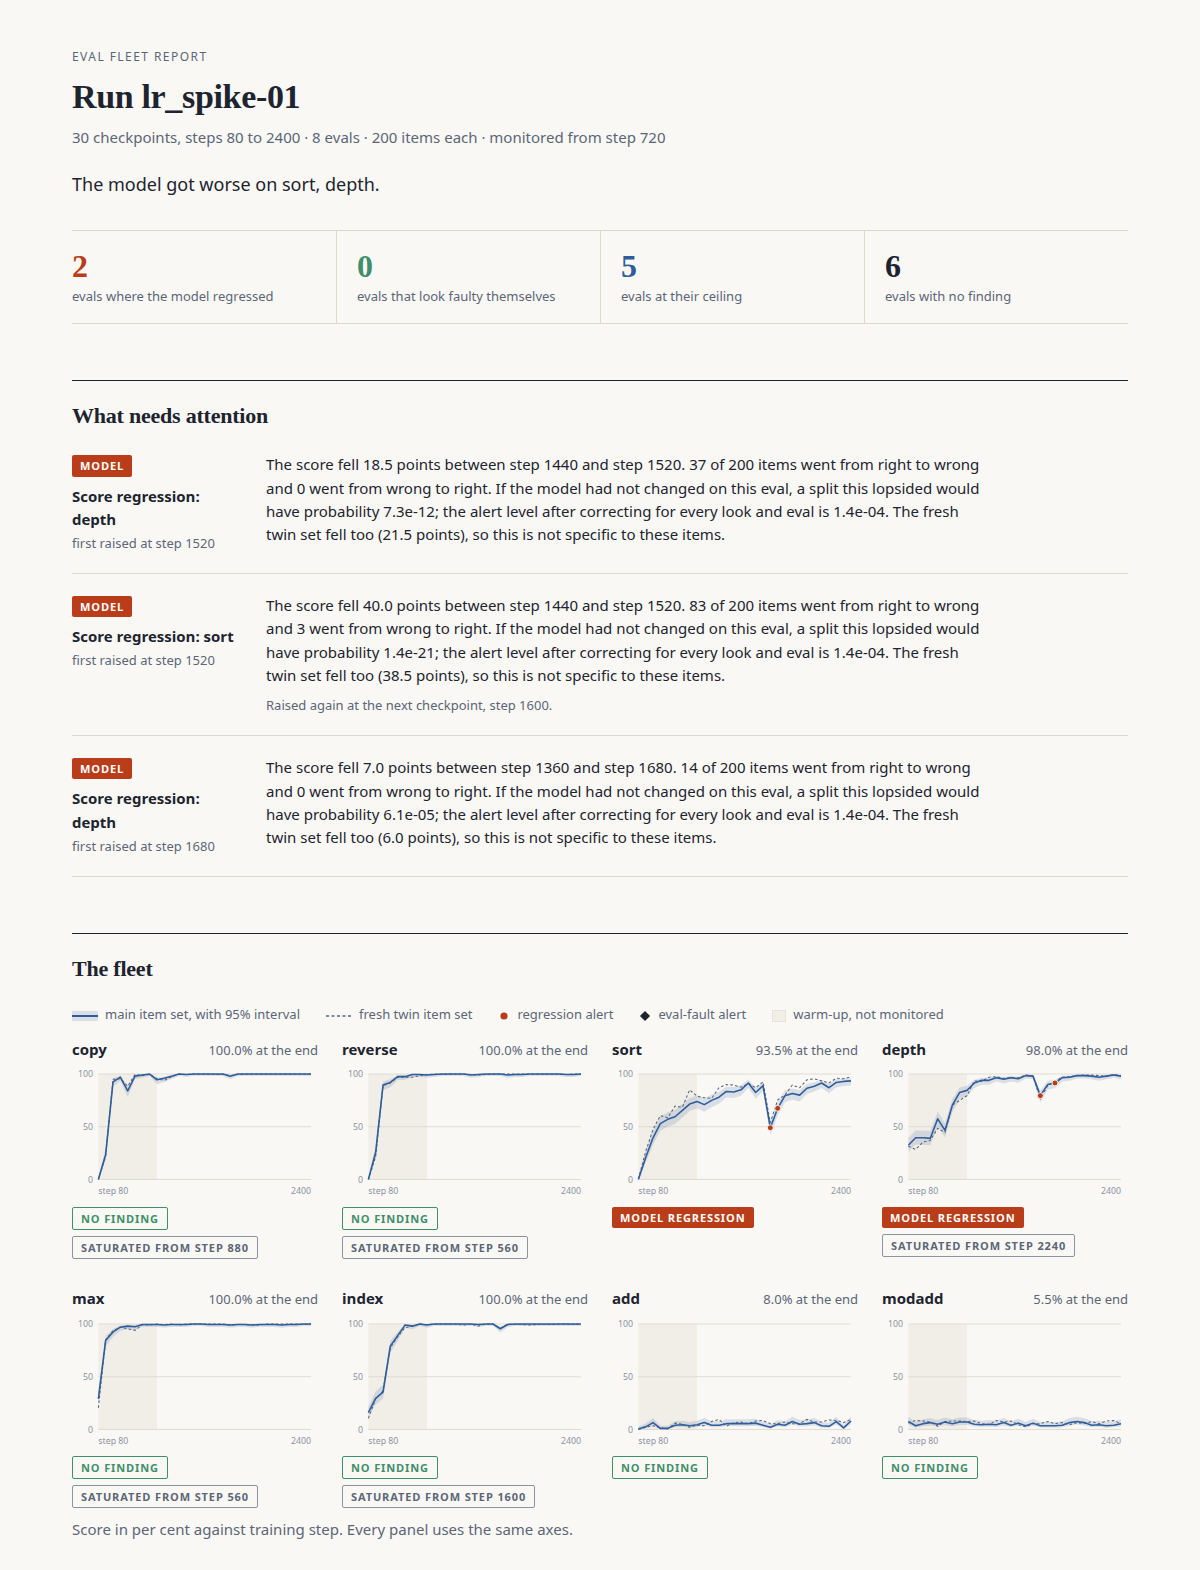 EVAL FLEET REPORT
Run lr_spike-01
30 checkpoints, steps 80 to 2400 · 8 evals · 200 items each · monitored from step 720
The model got worse on sort, depth.
2
evals where the model regressed
0
evals that look faulty themselves
5
evals at their ceiling
6
evals with no finding
What needs attention
MODEL
Score regression:
depth
first raised at step 1520
The score fell 18.5 points between step 1440 and step 1520. 37 of 200 items went from right to wrong
and 0 went from wrong to right. If the model had not changed on this eval, a split this lopsided would
have probability 7.3e-12; the alert level after correcting for every look and eval is 1.4e-04. The fresh
twin set fell too (21.5 points), so this is not specific to these items.
MODEL
Score regression: sort
first raised at step 1520
The score fell 40.0 points between step 1440 and step 1520. 83 of 200 items went from right to wrong
and 3 went from wrong to right. If the model had not changed on this eval, a split this lopsided would
have probability 1.4e-21; the alert level after correcting for every look and eval is 1.4e-04. The fresh
twin set fell too (38.5 points), so this is not specific to these items.
Raised again at the next checkpoint, step 1600.
MODEL
Score regression:
depth
first raised at step 1680
The score fell 7.0 points between step 1360 and step 1680. 14 of 200 items went from right to wrong
and 0 went from wrong to right. If the model had not changed on this eval, a split this lopsided would
have probability 6.1e-05; the alert level after correcting for every look and eval is 1.4e-04. The fresh
twin set fell too (6.0 points), so this is not specific to these items.
The fleet
main item set, with 95% interval
fresh twin item set
regression alert
eval-fault alert
warm-up, not monitored
copy 100.0% at the end
100
50
0
step 80 2400
NO FINDING
SATURATED FROM STEP 880
reverse 100.0% at the end
100
50
0
step 80 2400
NO FINDING
SATURATED FROM STEP 560
sort 93.5% at the end
100
50
0
step 80 2400
MODEL REGRESSION
depth 98.0% at the end
100
50
0
step 80 2400
MODEL REGRESSION
SATURATED FROM STEP 2240
max 100.0% at the end
100
50
0
step 80 2400
NO FINDING
SATURATED FROM STEP 560
index 100.0% at the end
100
50
0
step 80 2400
NO FINDING
SATURATED FROM STEP 1600
add 8.0% at the end
100
50
0
step 80 2400
NO FINDING
modadd 5.5% at the end
100
50
0
step 80 2400
NO FINDING
Score in per cent against training step. Every panel uses the same axes.